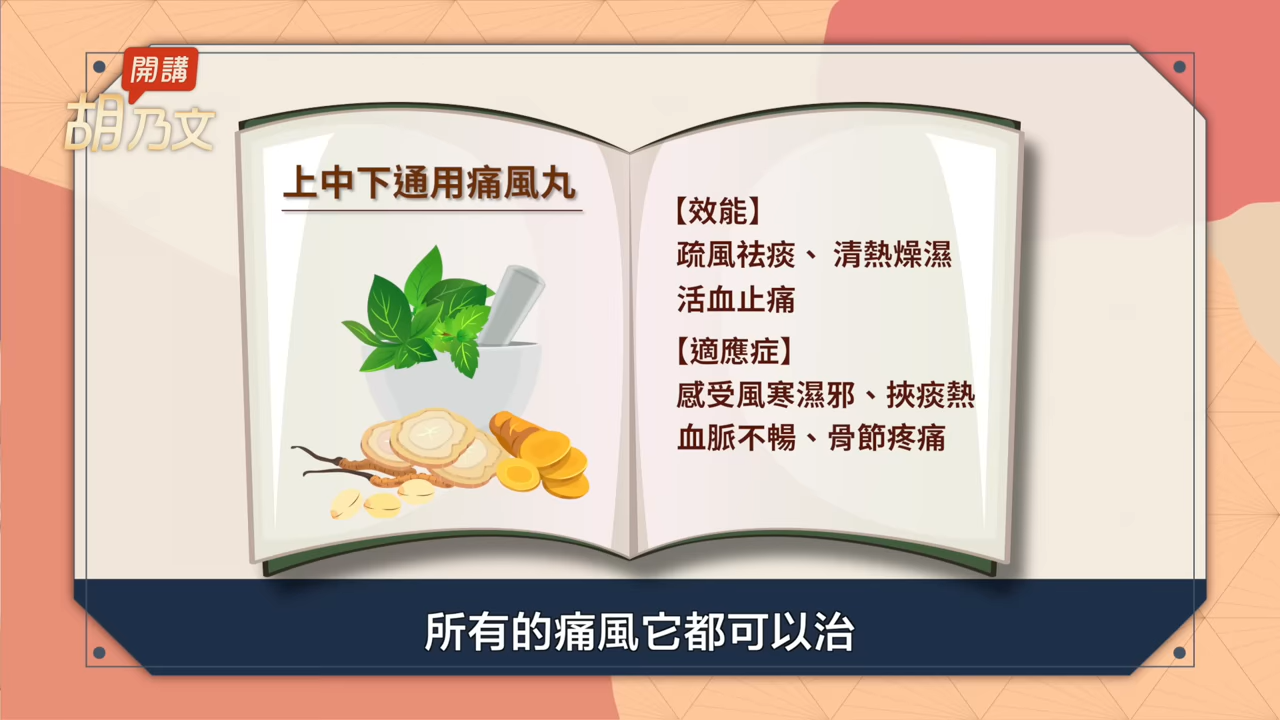 開講
胡乃文
上中下通用痛風丸
【效能】
疏風祛痰、清熱燥濕
活血止痛
【適應症】
感受風寒濕邪、挾痰熱
血脈不暢、骨節疼痛
所有的痛風它都可以治